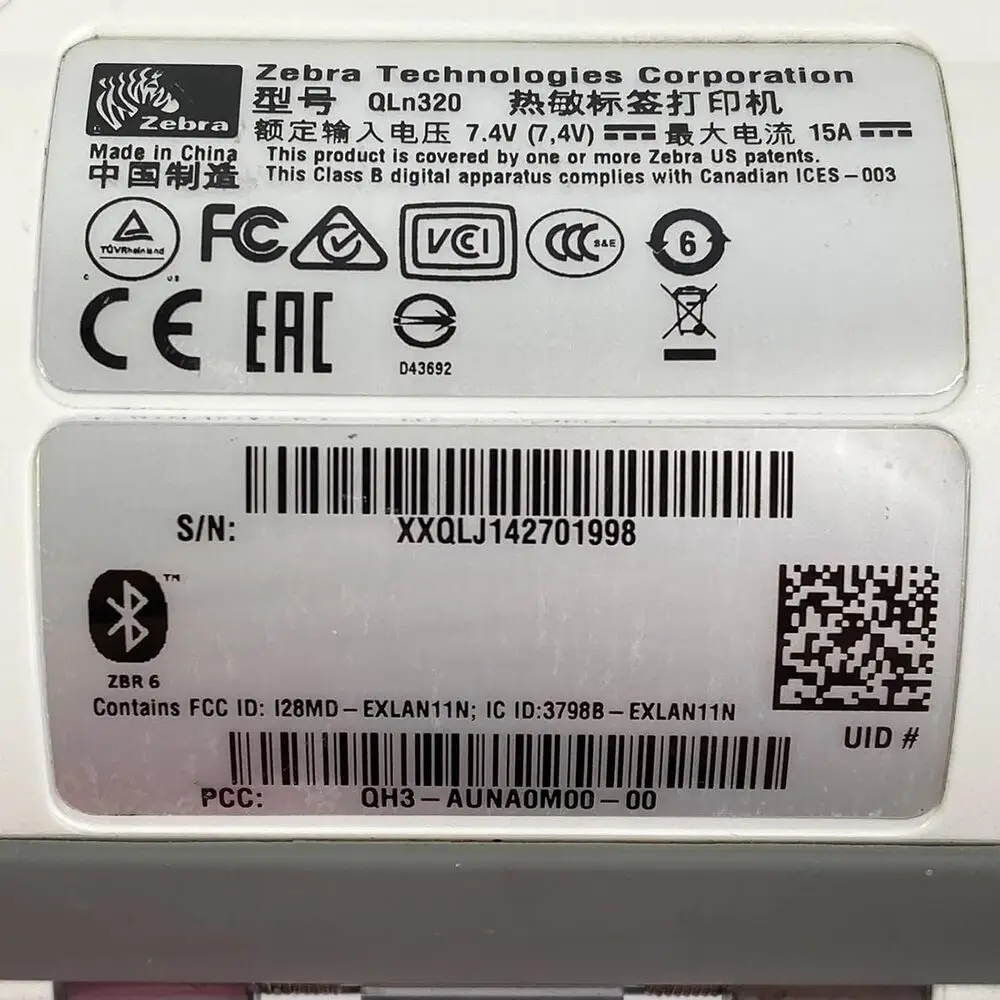 Zebra Technologies Corporation
Zebra
型号 QLn320 热敏标签打印机
额定输入电压 7.4V (7,4V) 最大电流 15A
Made in China
中国制造
This product is covered by one or more Zebra US patents.
This Class B digital apparatus complies with Canadian ICES-003
TÜVRheinland
C US
FC
VCI
CCC S&E
6
CE
EAC
D43692
S/N: XXQLJ142701998
TM
ZBR 6
Contains FCC ID: I28MD-EXLAN11N; IC ID:3798B-EXLAN11N
UID #
PCC: QH3-AUNA0M00-00